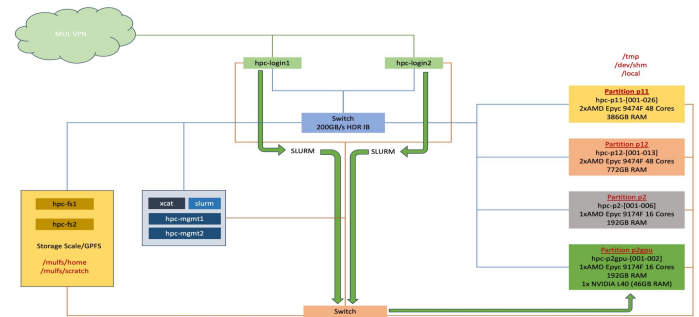 MUL VPN
hpc-login1
hpc-login2
/tmp
/dev/shm
/local
Switch
200GB/s HDR IB
SLURM
SLURM
Partition p11
hpc-p11-[001-026]
2xAMD Epyc 9474F 48 Cores
386GB RAM
Partition p12
hpc-p12-[001-013]
2xAMD Epyc 9474F 48 Cores
772GB RAM
hpc-fs1
hpc-fs2
Storage Scale/GPFS
/mulfs/home
/mulfs/scratch
xcat
slurm
hpc-mgmt1
hpc-mgmt2
Partition p2
hpc-p2-[001-006]
1xAMD Epyc 9174F 16 Cores
192GB RAM
Partition p2gpu
hpc-p2gpu-[001-002]
1xAMD Epyc 9174F 16 Cores
192GB RAM
1x NVIDIA L40 (46GB RAM)
Switch